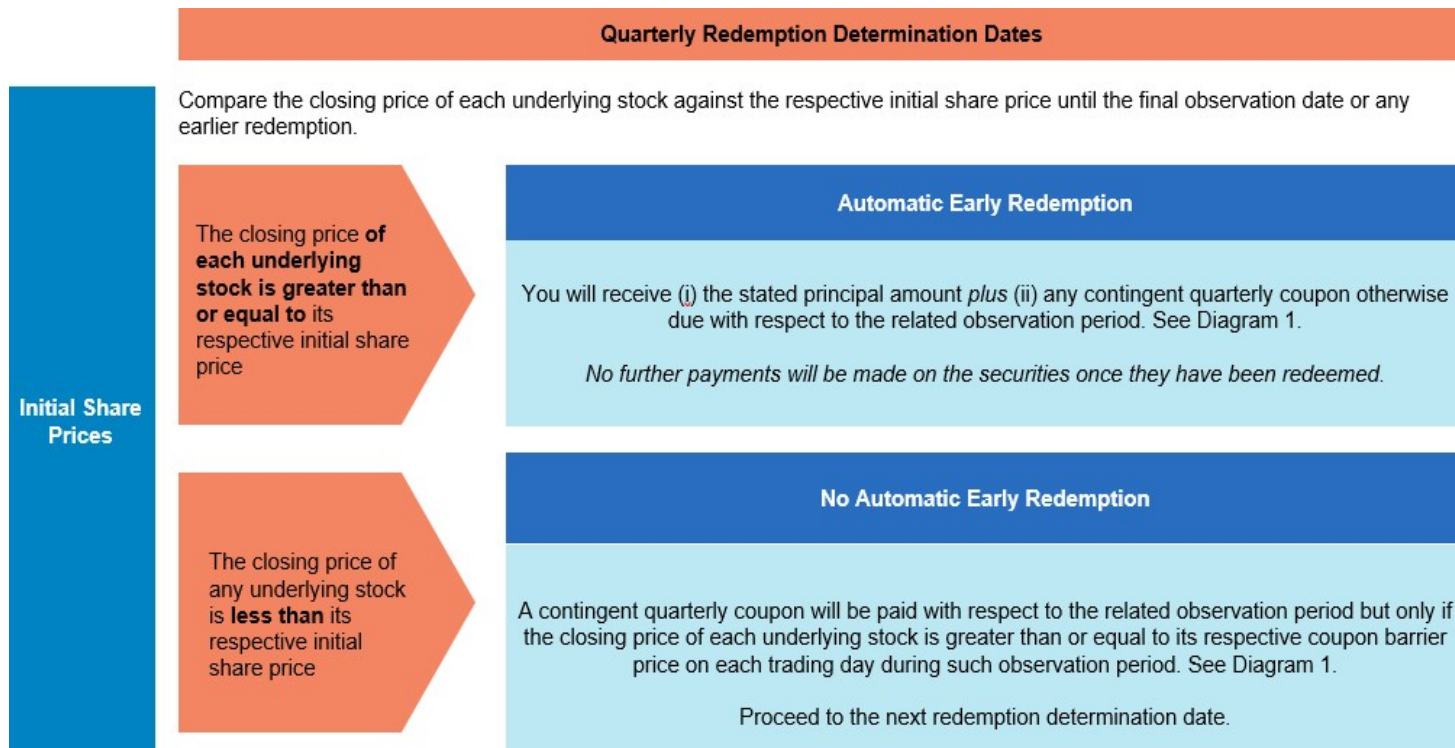 Quarterly Redemption Determination Dates
Compare the closing price of each underlying stock against the respective initial share price until the final observation date or any
earlier redemption.
Initial Share
Prices
The closing price of
each underlying
stock is greater than
or equal to its
respective initial share
price
Automatic Early Redemption
You will receive (i) the stated principal amount plus (ii) any contingent quarterly coupon otherwise
due with respect to the related observation period. See Diagram 1.
No further payments will be made on the securities once they have been redeemed.
The closing price of
any underlying stock
is less than its
respective initial
share price
No Automatic Early Redemption
A contingent quarterly coupon will be paid with respect to the related observation period but only if
the closing price of each underlying stock is greater than or equal to its respective coupon barrier
price on each trading day during such observation period. See Diagram 1.
Proceed to the next redemption determination date.